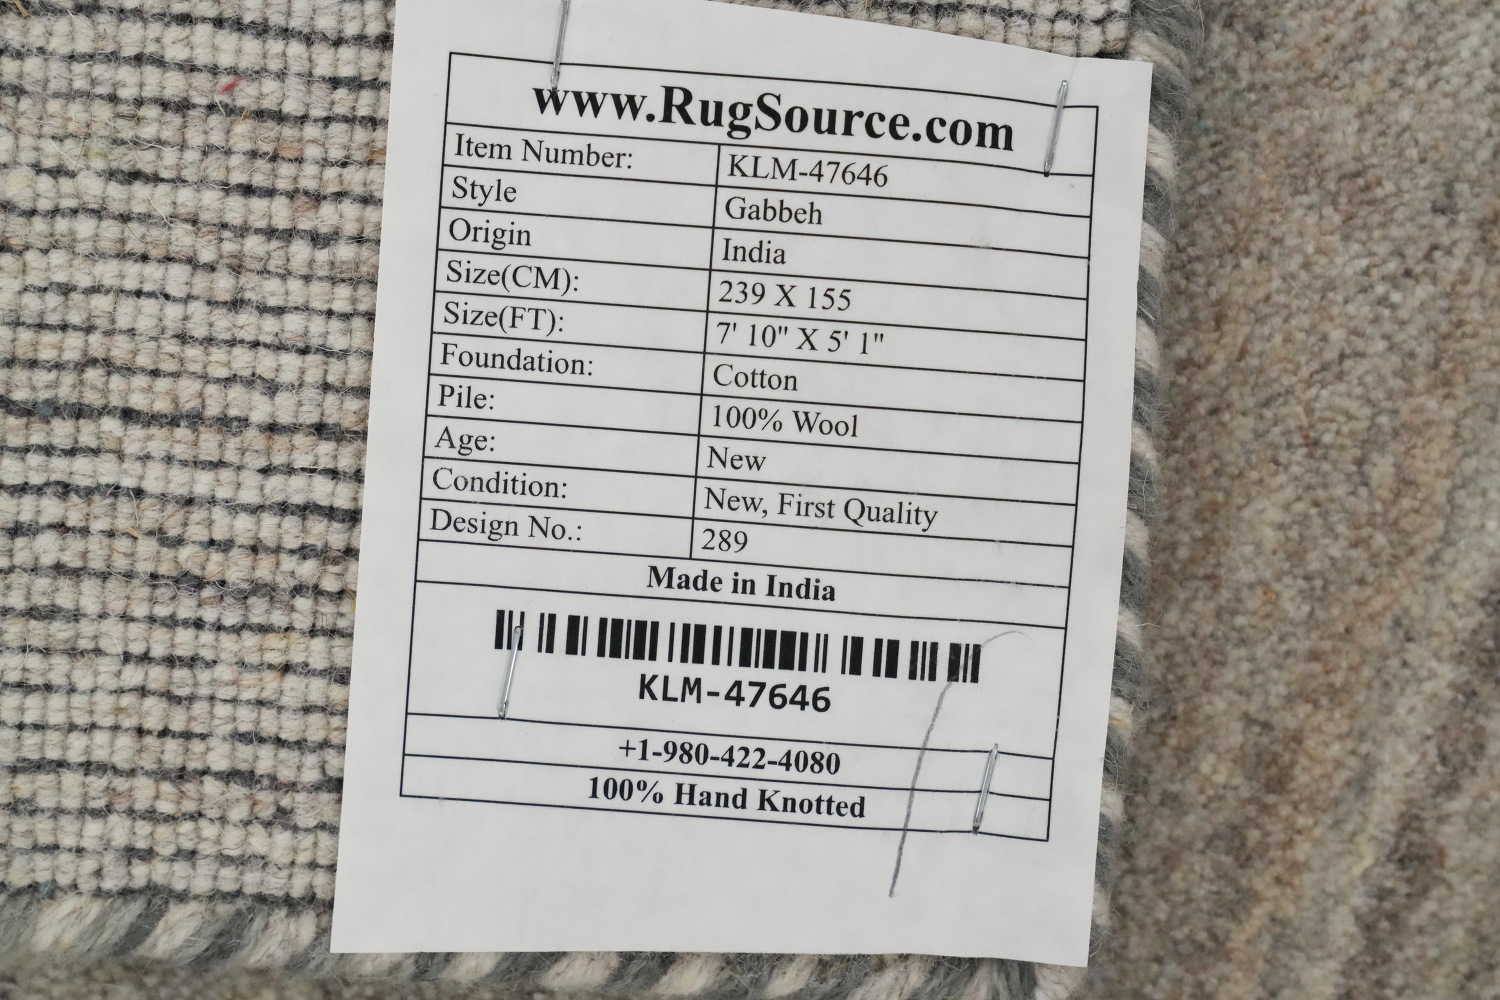 www.RugSource.com
Item Number: KLM-47646
Style Gabbeh
Origin India
Size(CM): 239 X 155
Size(FT): 7' 10" X 5' 1"
Foundation: Cotton
Pile: 100% Wool
Age: New
Condition: New, First Quality
Design No.: 289
Made in India
KLM-47646
+1-980-422-4080
100% Hand Knotted